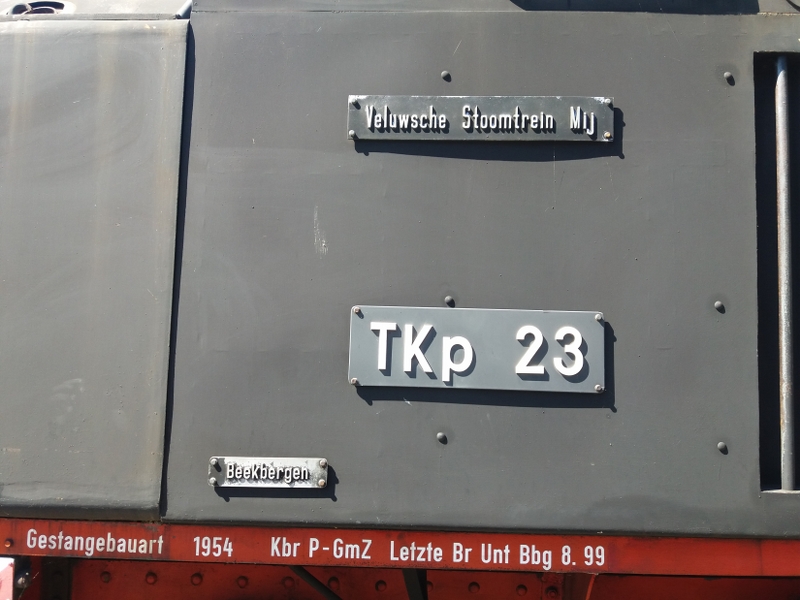 Veluwsche Stoomtrein Mij
TKp 23
Beekbergen
Gestangebauart 1954 Kbr P-GmZ Letzte Br Unt Bbg 8. 99